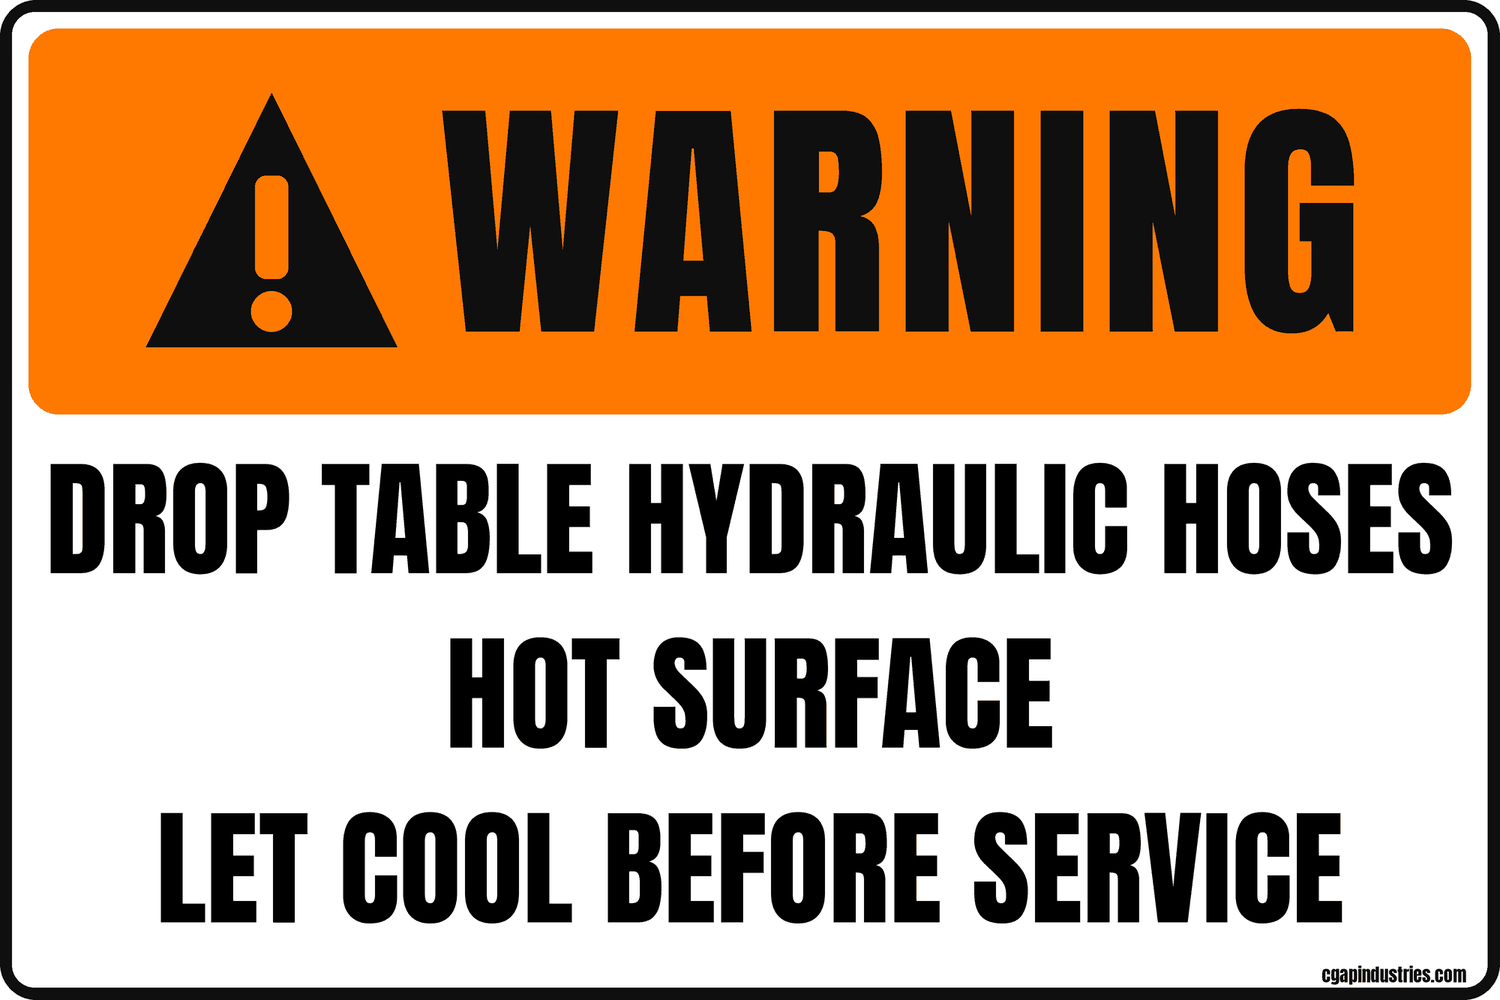 WARNING
DROP TABLE HYDRAULIC HOSES
HOT SURFACE
LET COOL BEFORE SERVICE
cgapindustries.com